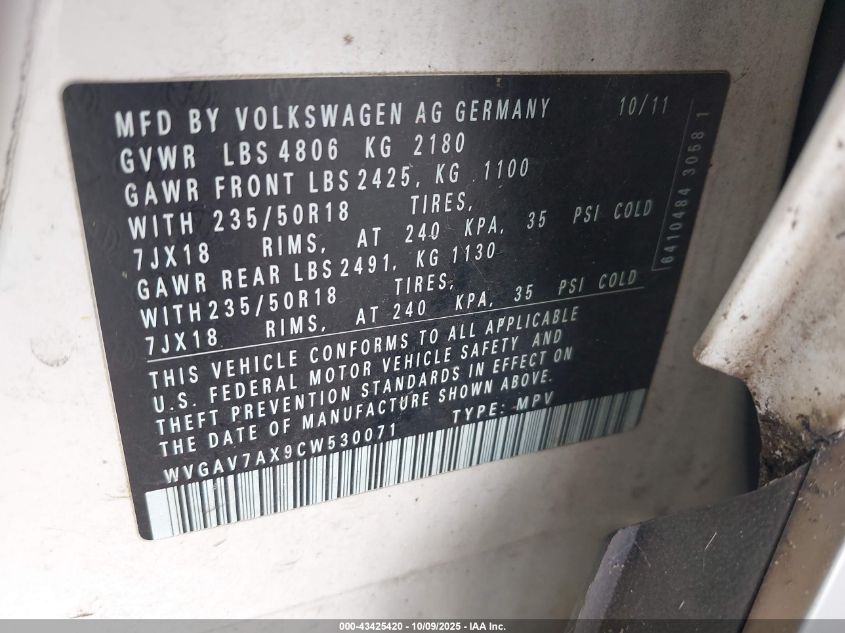 MFD BY VOLKSWAGEN AG GERMANY 10/11
GVWR LBS 4806 KG 2180
GAWR FRONT LBS 2425, KG 1100
WITH 235/50R18 TIRES,
7JX18 RIMS, AT 240 KPA, 35 PSI COLD
GAWR REAR LBS 2491, KG 1130
WITH 235/50R18 TIRES,
7JX18 RIMS, AT 240 KPA, 35 PSI COLD
THIS VEHICLE CONFORMS TO ALL APPLICABLE
U.S. FEDERAL MOTOR VEHICLE SAFETY AND
THEFT PREVENTION STANDARDS IN EFFECT ON
THE DATE OF MANUFACTURE SHOWN ABOVE.
WVGAV7AX9CW530071 TYPE: MPV
6410484 3058 1
000-43425420 - 10/09/2025 - IAA Inc.